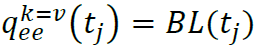 $q_{ee}^{k=v}(t_j) = BL(t_j)$